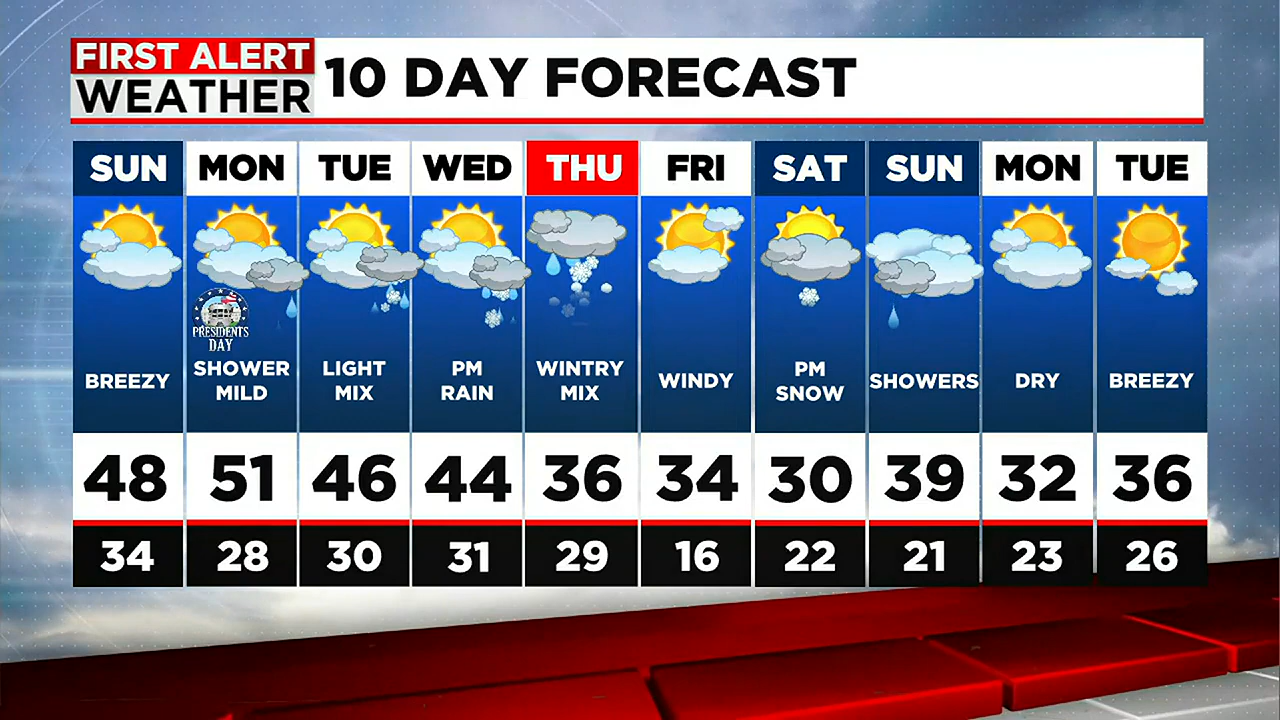 FIRST ALERT
WEATHER
10 DAY FORECAST
SUN MON TUE WED THU FRI SAT SUN MON TUE
PRESIDENTS
DAY
BREEZY
SHOWER
MILD
LIGHT
MIX
PM
RAIN
WINTRY
MIX
WINDY
PM
SNOW
SHOWERS
DRY
BREEZY
48 51 46 44 36 34 30 39 32 36
34 28 30 31 29 16 22 21 23 26